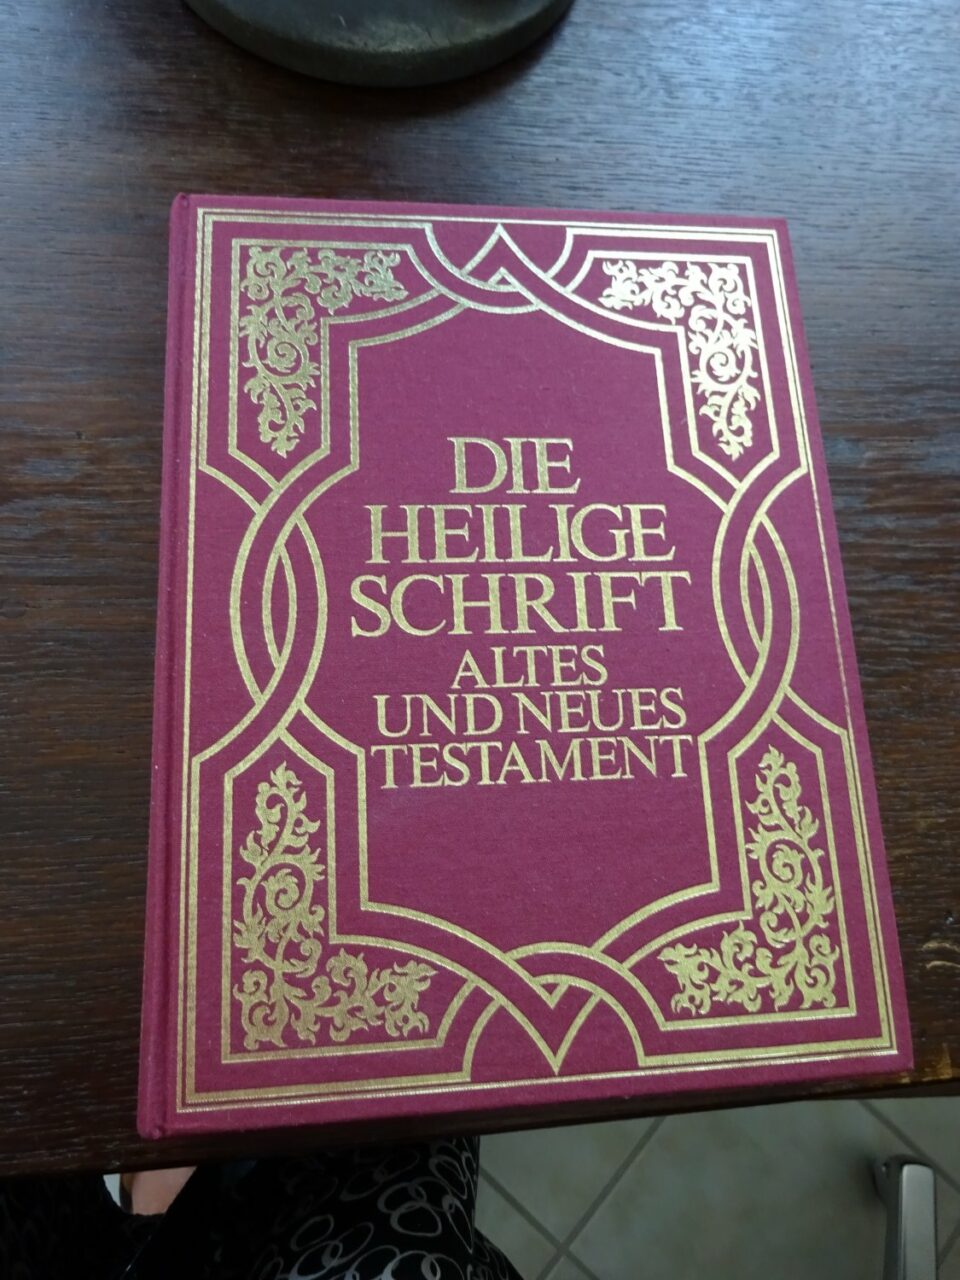 DIE
HEILIGE
SCHRIFT
ALTES
UND NEUES
TESTAMENT